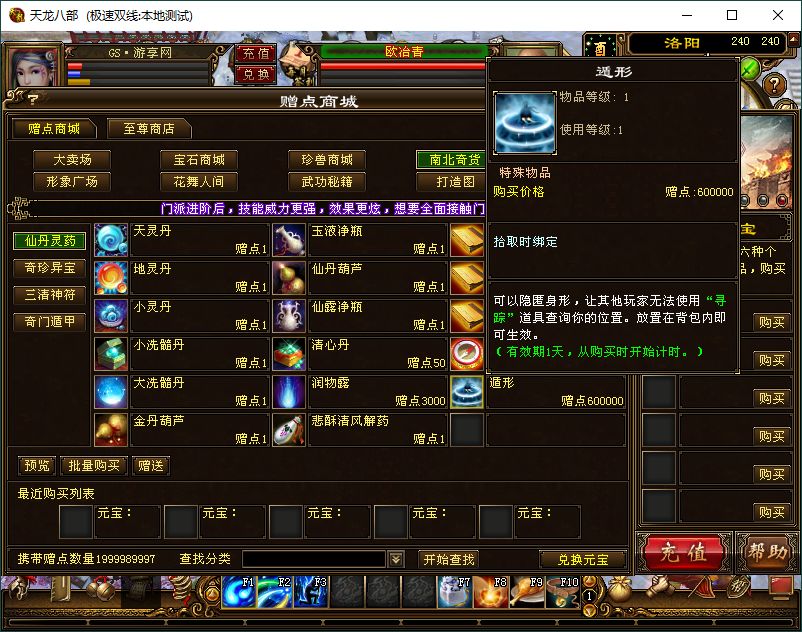 天龙八部 (极速双线:本地测试)
GS·游享网
充值
兑换
欧冶青
酉
洛阳
240 240
?
赠点商城
赠点商城
至尊商店
大卖场
宝石商城
珍兽商城
南北奇货
形象广场
花舞人间
武功秘籍
打造图
门派进阶后，技能威力更强，效果更炫，想要全面接触门
仙丹灵药
奇珍异宝
三清神符
奇门遁甲
天灵丹
赠点1
玉液净瓶
赠点1
地灵丹
赠点1
仙丹葫芦
赠点1
小灵丹
赠点1
仙露净瓶
赠点1
小洗髓丹
赠点1
清心丹
赠点50
大洗髓丹
赠点1
润物露
赠点3000
遁形
赠点600000
金丹葫芦
赠点1
悲酥清风解药
赠点1
遁形
物品等级: 1
使用等级:1
特殊物品
购买价格
赠点:600000
拾取时绑定
可以隐匿身形，让其他玩家无法使用“寻
踪”道具查询你的位置。放置在背包内即
可生效。
(有效期1天，从购买时开始计时。)
宝
六种个
品，购买
购买
购买
购买
购买
购买
购买
预览
批量购买
赠送
最近购买列表
元宝：
元宝：
元宝：
元宝：
元宝：
携带赠点数量1999989997
查找分类
开始查找
兑换元宝
充值
帮助
F1
F2
F3
F7
F8
F9
F10
1